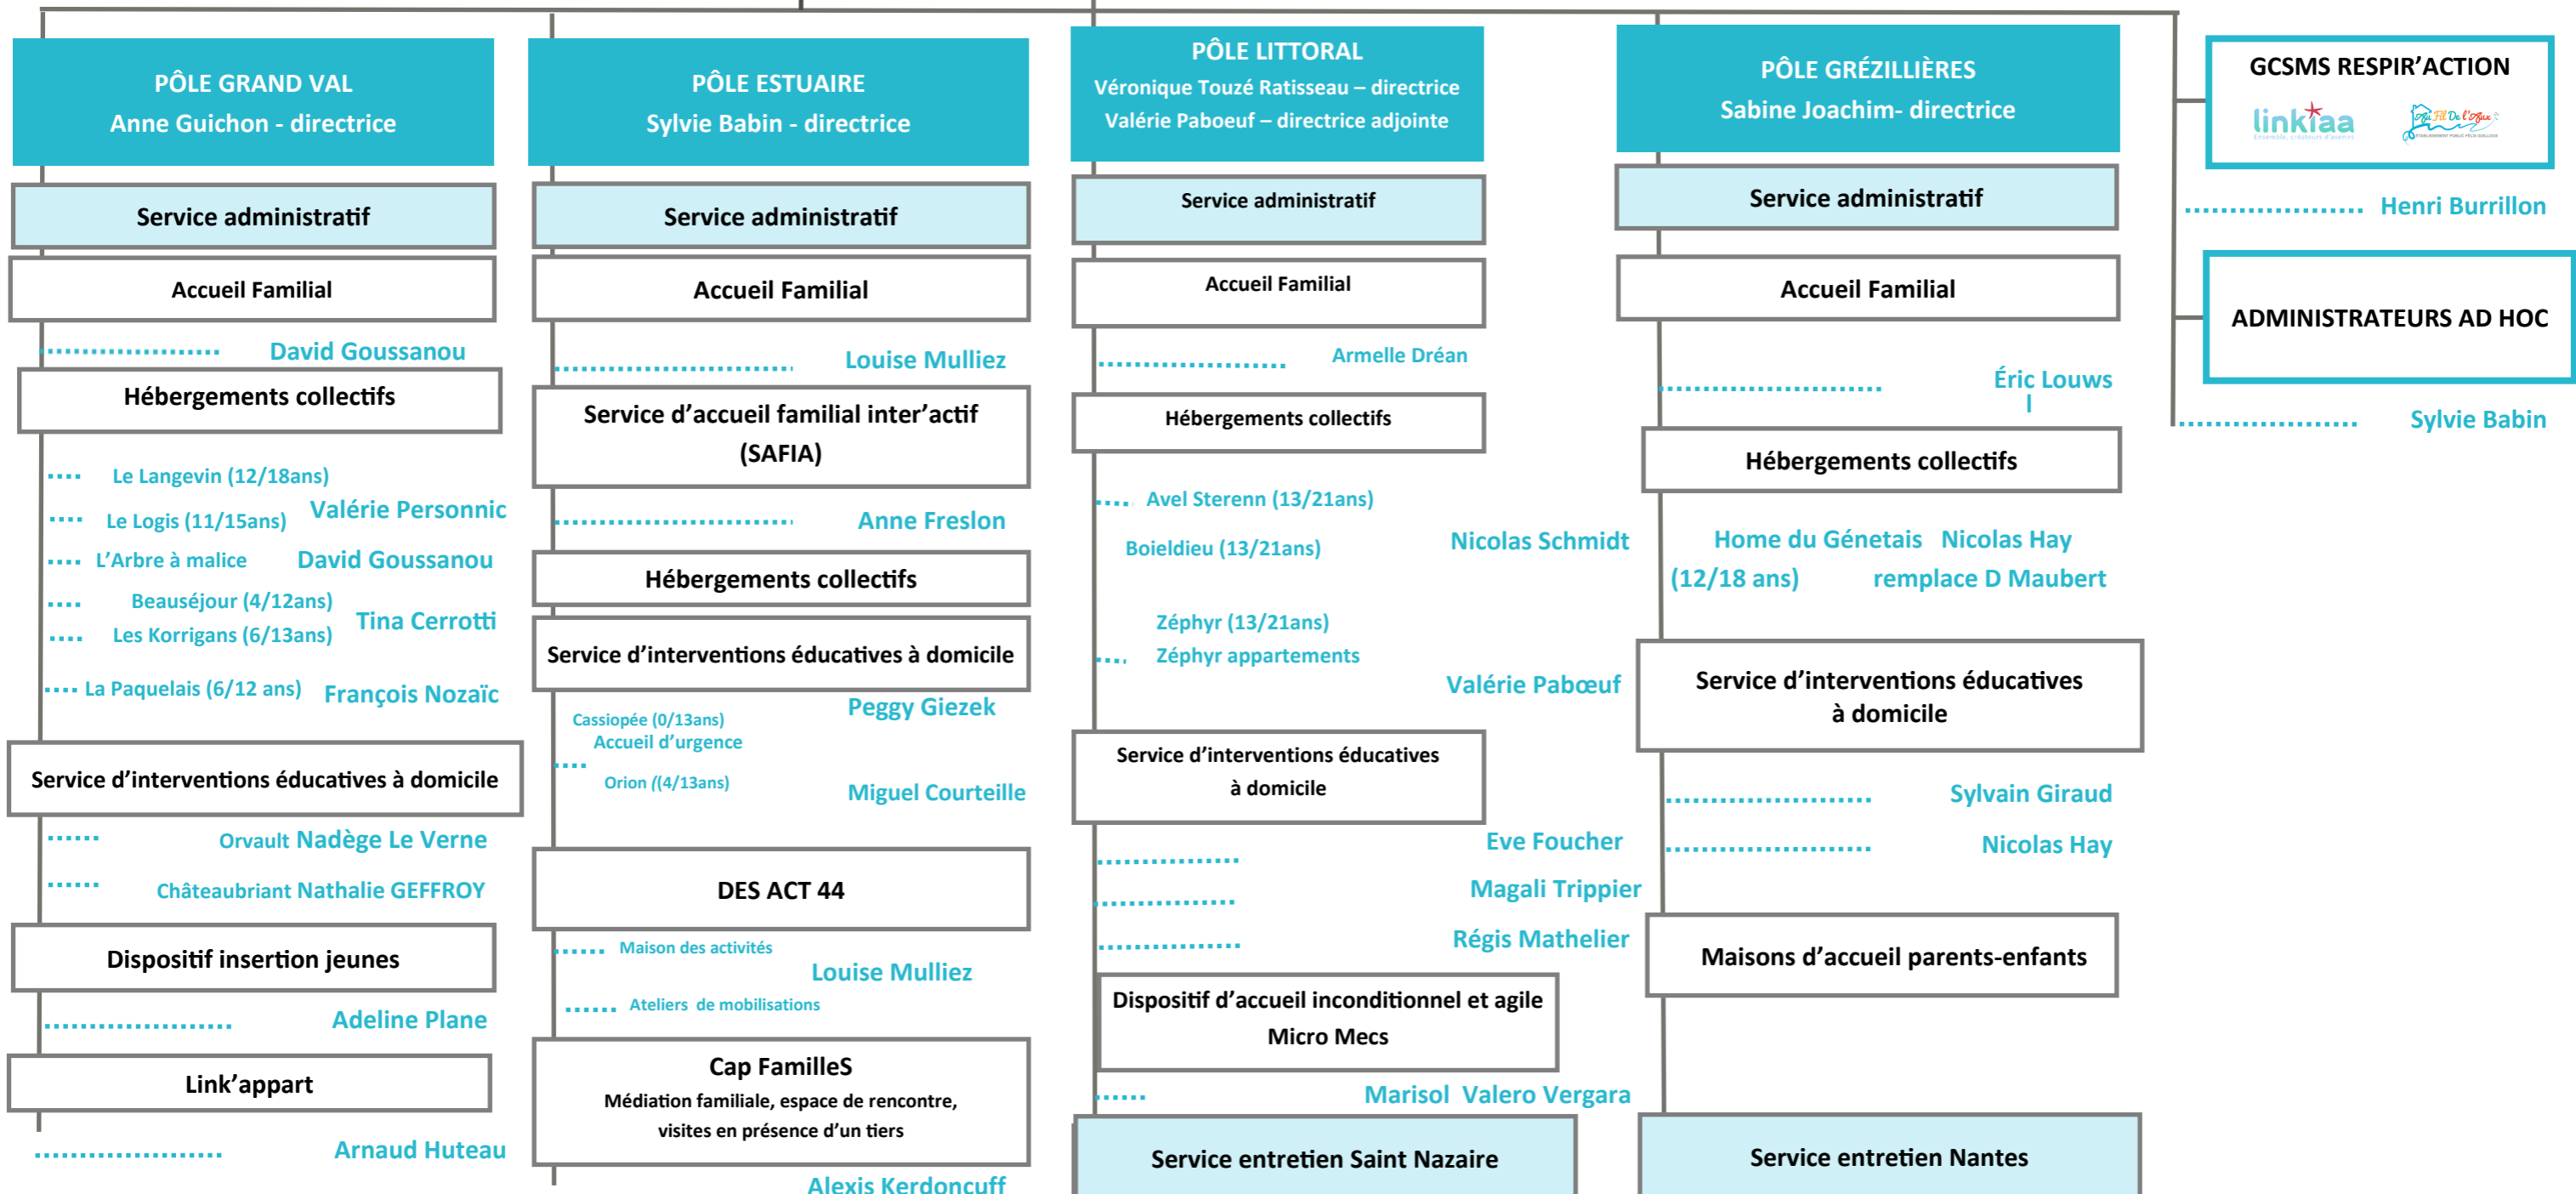 PÔLE GRAND VAL
Anne Guichon - directrice
Service administratif
Accueil Familial
David Goussanou
Hébergements collectifs
Le Langevin (12/18ans)
Le Logis (11/15ans)
Valérie Personnic
L'Arbre à malice
David Goussanou
Beauséjour (4/12ans)
Les Korrigans (6/13ans)
Tina Cerrotti
La Paquelais (6/12 ans)
François Nozaïc
Service d'interventions éducatives à domicile
Orvault Nadège Le Verne
Châteaubriant Nathalie GEFFROY
Dispositif insertion jeunes
Adeline Plane
Link'appart
Arnaud Huteau
PÔLE ESTUAIRE
Sylvie Babin - directrice
Service administratif
Accueil Familial
Louise Mulliez
Service d'accueil familial inter'actif
(SAFIA)
Anne Freslon
Hébergements collectifs
Service d'interventions éducatives à domicile
Peggy Giezek
Cassiopée (0/13ans)
Accueil d'urgence
Orion ((4/13ans)
Miguel Courteille
DES ACT 44
Maison des activités
Louise Mulliez
Ateliers de mobilisations
Cap FamilleS
Médiation familiale, espace de rencontre,
visites en présence d'un tiers
Alexis Kerdoncuff
PÔLE LITTORAL
Véronique Touzé Ratisseau – directrice
Valérie Paboeuf – directrice adjointe
Service administratif
Accueil Familial
Armelle Dréan
Hébergements collectifs
Avel Sterenn (13/21ans)
Boieldieu (13/21ans)
Nicolas Schmidt
Zéphyr (13/21ans)
Zéphyr appartements
Valérie Pabœuf
Service d'interventions éducatives
à domicile
Eve Foucher
Magali Trippier
Régis Mathelier
Dispositif d'accueil inconditionnel et agile
Micro Mecs
Marisol Valero Vergara
Service entretien Saint Nazaire
PÔLE GRÉZILLIÈRES
Sabine Joachim- directrice
Service administratif
Accueil Familial
Éric Louws
l
Hébergements collectifs
Home du Génetais Nicolas Hay
(12/18 ans) remplace D Maubert
Service d'interventions éducatives
à domicile
Sylvain Giraud
Nicolas Hay
Maisons d'accueil parents-enfants
Service entretien Nantes
GCSMS RESPIR'ACTION
linkiaa
Ensemble, créateurs d'avenirs
Au Fil De l'Ajux
Henri Burrillon
ADMINISTRATEURS AD HOC
Sylvie Babin